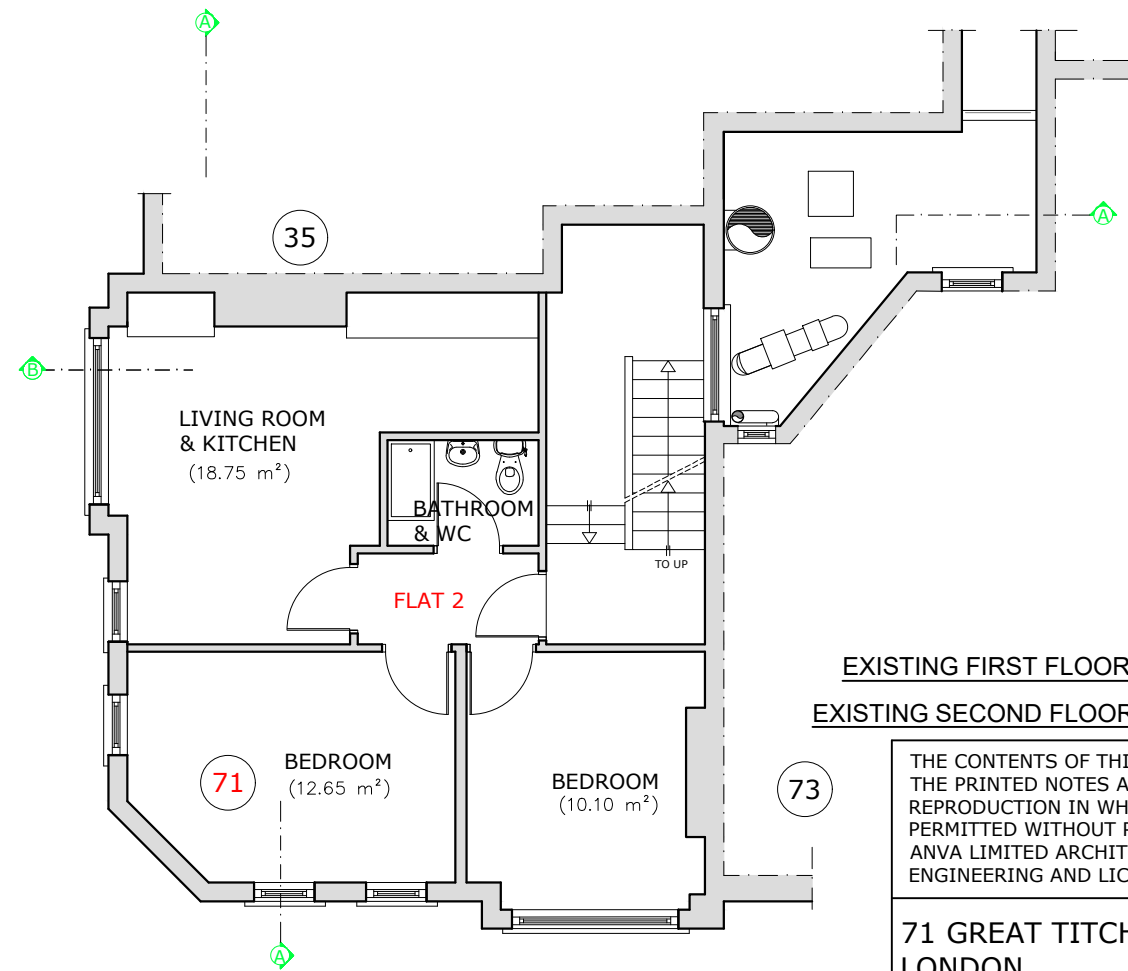 A
35
A
B
LIVING ROOM
& KITCHEN
(18.75 m²)
BATHROOM
& WC
TO UP
FLAT 2
EXISTING FIRST FLOOR
EXISTING SECOND FLOOR
71
BEDROOM
(12.65 m²)
BEDROOM
(10.10 m²)
73
THE CONTENTS OF THI
THE PRINTED NOTES A
REPRODUCTION IN WH
PERMITTED WITHOUT
ANVA LIMITED ARCHIT
ENGINEERING AND LIC
A
71 GREAT TITCH
LONDON